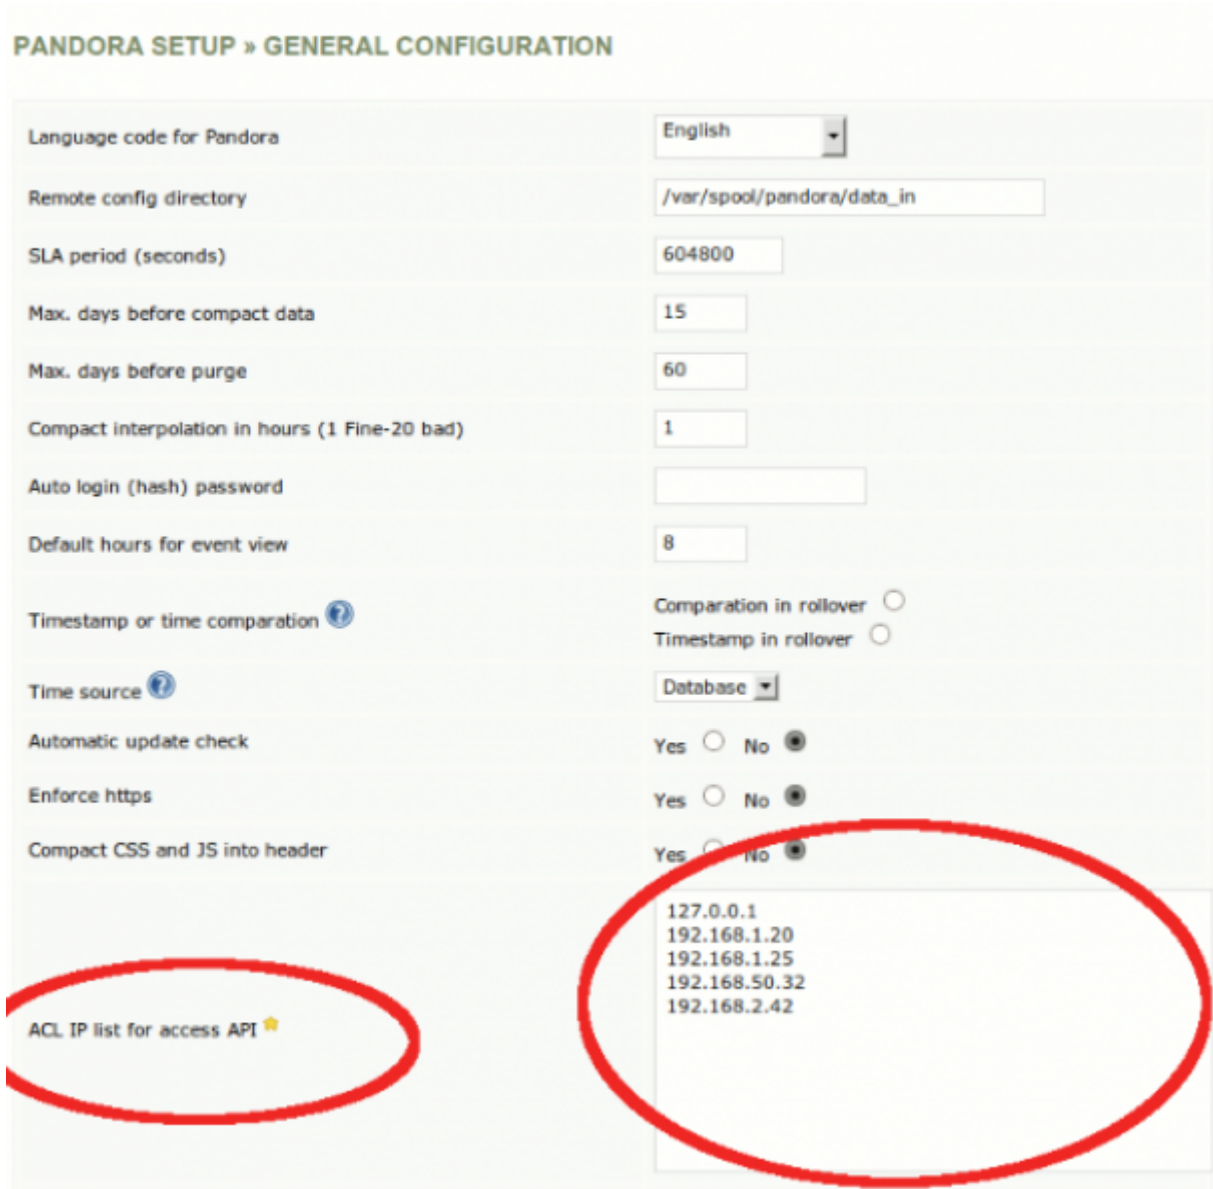 PANDORA SETUP » GENERAL CONFIGURATION
Language code for Pandora English
Remote config directory /var/spool/pandora/data_in
SLA period (seconds) 604800
Max. days before compact data 15
Max. days before purge 60
Compact interpolation in hours (1 Fine-20 bad) 1
Auto login (hash) password
Default hours for event view 8
Timestamp or time comparation ? Comparation in rollover
Timestamp in rollover
Time source ? Database
Automatic update check Yes No
Enforce https Yes No
Compact CSS and JS into header Yes No
ACL IP list for access API
127.0.0.1
192.168.1.20
192.168.1.25
192.168.50.32
192.168.2.42